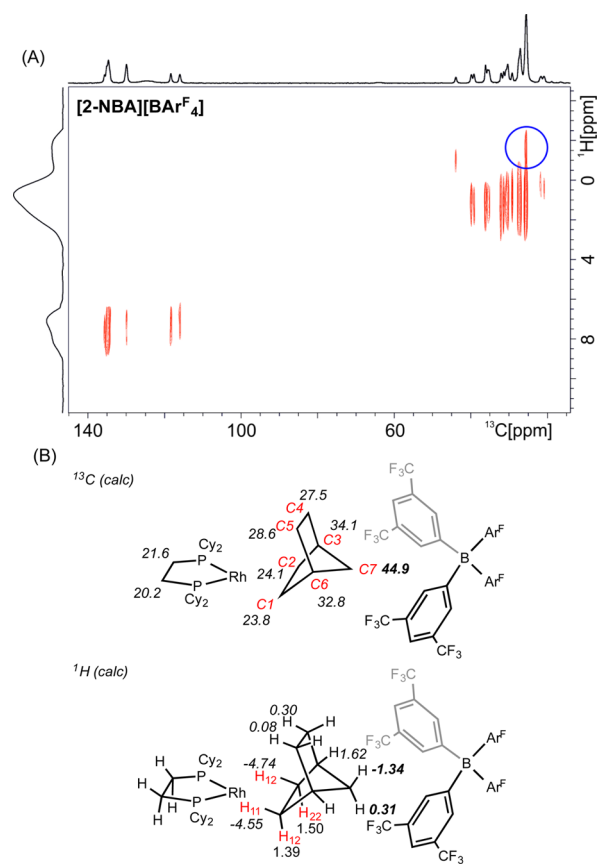 (A)
[2-NBA][BArF4]
1H[ppm]
0
4
8
140
100
60
13C[ppm]
(B)
13C (calc)
27.5
C4
C5
28.6
34.1
C3
Cy2
21.6
P
Rh
C2
24.1
C6
C7 44.9
20.2
P
Cy2
C1
32.8
23.8
F3C
CF3
F3C
B
ArF
ArF
F3C
CF3
1H (calc)
0.30
H
H
0.08
H
H
Cy2
H
H
P
Rh
-4.74
H12
H
1.62
H
-1.34
H
H
P
Cy2
H11
-4.55
H22
1.50
H
H
0.31
H12
1.39
F3C
CF3
F3C
B
ArF
ArF
F3C
CF3